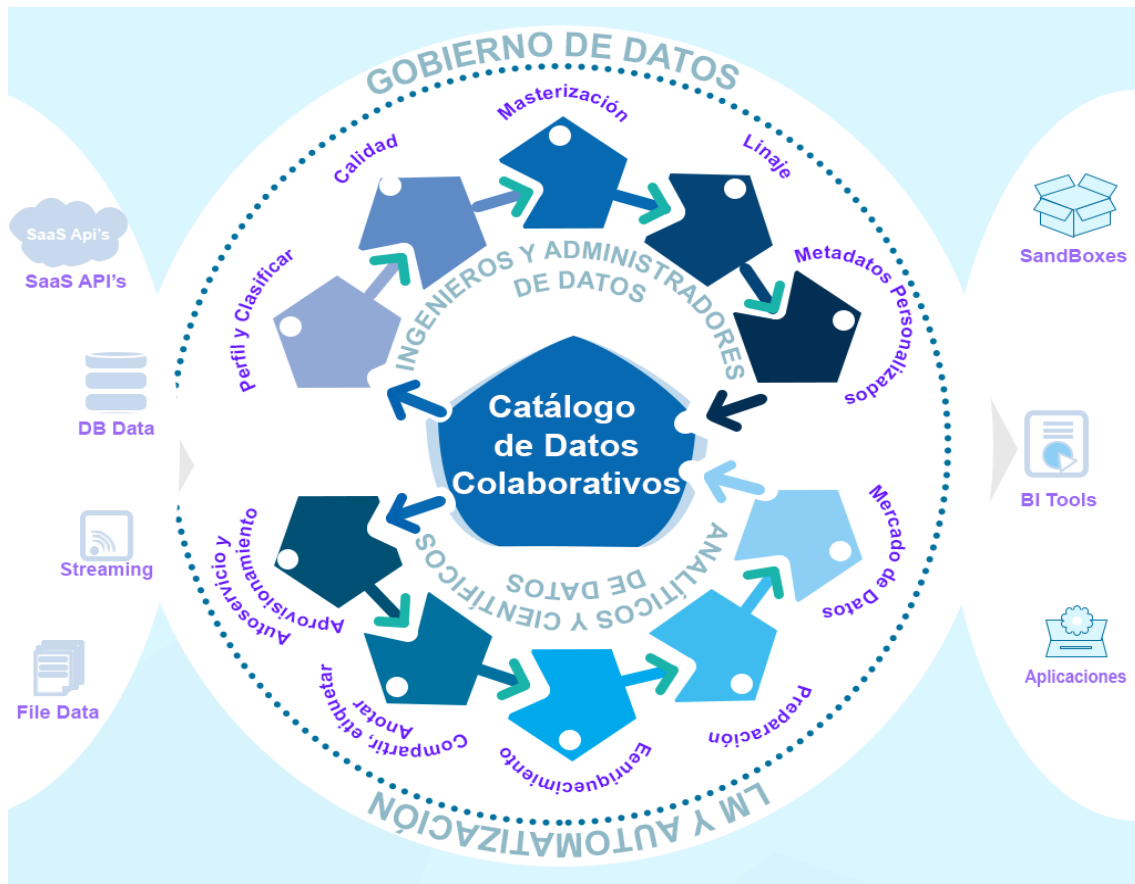 GOBIERNO DE DATOS
Masterización
Calidad
Linaje
Perfil y Clasificar
Metadatos Personalizados
INGENIEROS Y ADMINISTRADORES
DE DATOS
SaaS Api's
SaaS API's
DB Data
Streaming
File Data
Catálogo
de Datos
Colaborativos
SandBoxes
BI Tools
Aplicaciones
ANALÍTICOS Y CIENTÍFICOS
DE DATOS
Autoservicio y
Aprovisionamiento
Compartir, etiquetar
Anotar
Eenriquecimiento
Preparación
Mercado de Datos
LM Y AUTOMATIZACIÓN